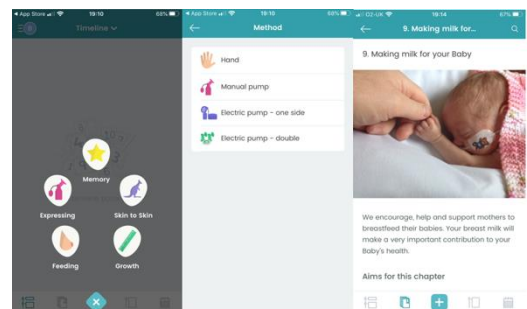 App Store 19:10 68%
Timeline
Memory
Expressing
Skin to Skin
Feeding
Growth
App Store 19:10 68%
Method
Hand
Manual pump
Electric pump - one side
Electric pump - double
O2-UK 19:14 67%
9. Making milk for...
9. Making milk for your Baby
We encourage, help and support mothers to
breastfeed their babies. Your breast milk will
make a very important contribution to your
Baby's health.
Aims for this chapter